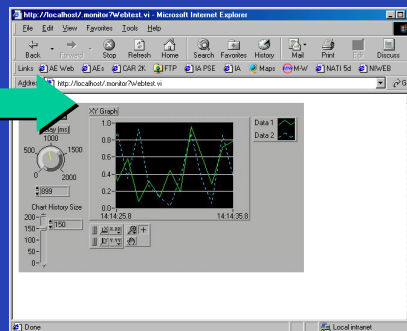 http://localhost/.monitor?Webtest.vi - Microsoft Internet Explorer
File Edit View Favorites Tools Help
Back Forward Stop Refresh Home Search Favorites History Mail Print Edit Discuss
Links AE Web AEs CAR 2K FTP IA PSE IA Maps M-W NATI 5d NIWEB
Address http://localhost/.monitor?Webtest.vi
XY Graph
(ms)
1000
500 1500
0 2000
899
Chart History Size
200
150 150
100
50
0
1.0
0.8
0.6
0.4
0.2
0.0
14:14:25.8 14:14:35.8
Data 1
Data 2
Done Local intranet